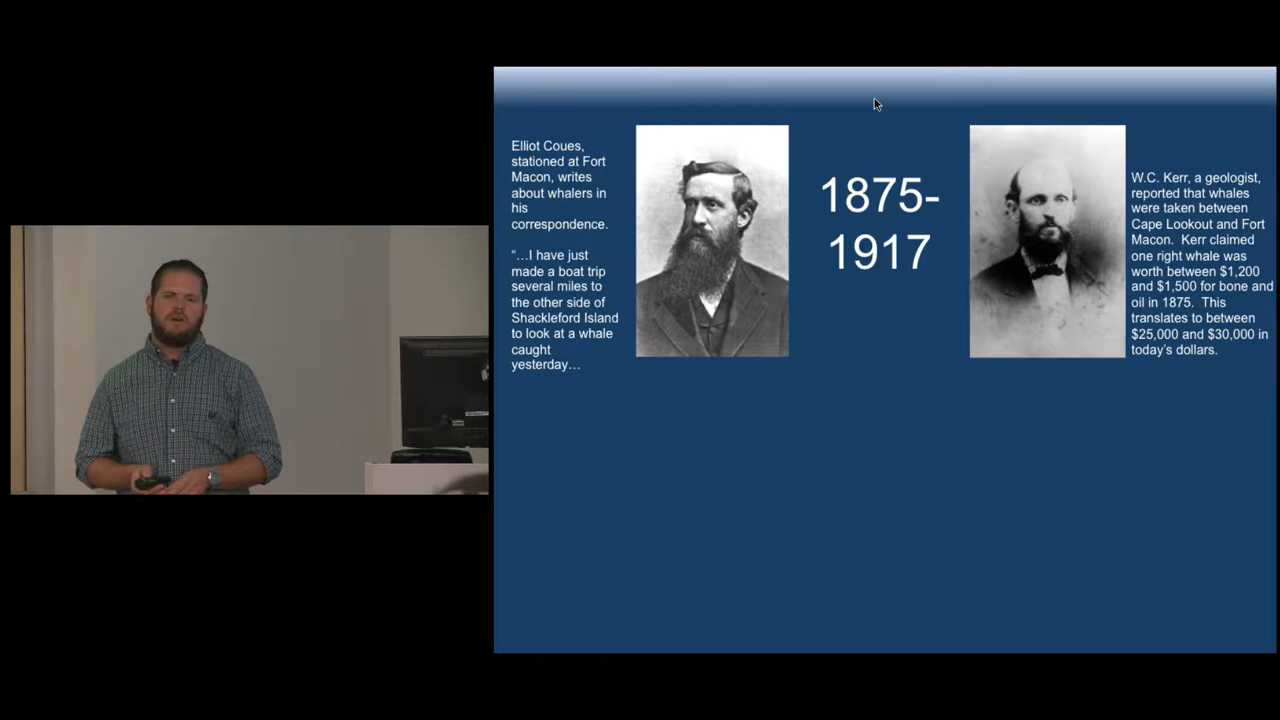 Elliot Coues,
stationed at Fort
Macon, writes
about whalers in
his
correspondence.
“…I have just
made a boat trip
several miles to
the other side of
Shackleford Island
to look at a whale
caught
yesterday…
1875-
1917
W.C. Kerr, a geologist,
reported that whales
were taken between
Cape Lookout and Fort
Macon.  Kerr claimed
one right whale was
worth between $1,200
and $1,500 for bone and
oil in 1875.  This
translates to between
$25,000 and $30,000 in
today’s dollars.